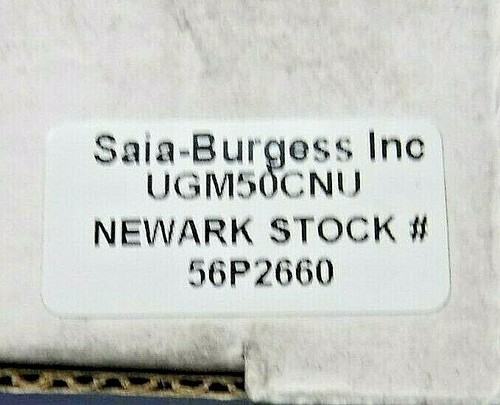 Saia-Burgess Inc
UGM50CNU
NEWARK STOCK #
56P2660